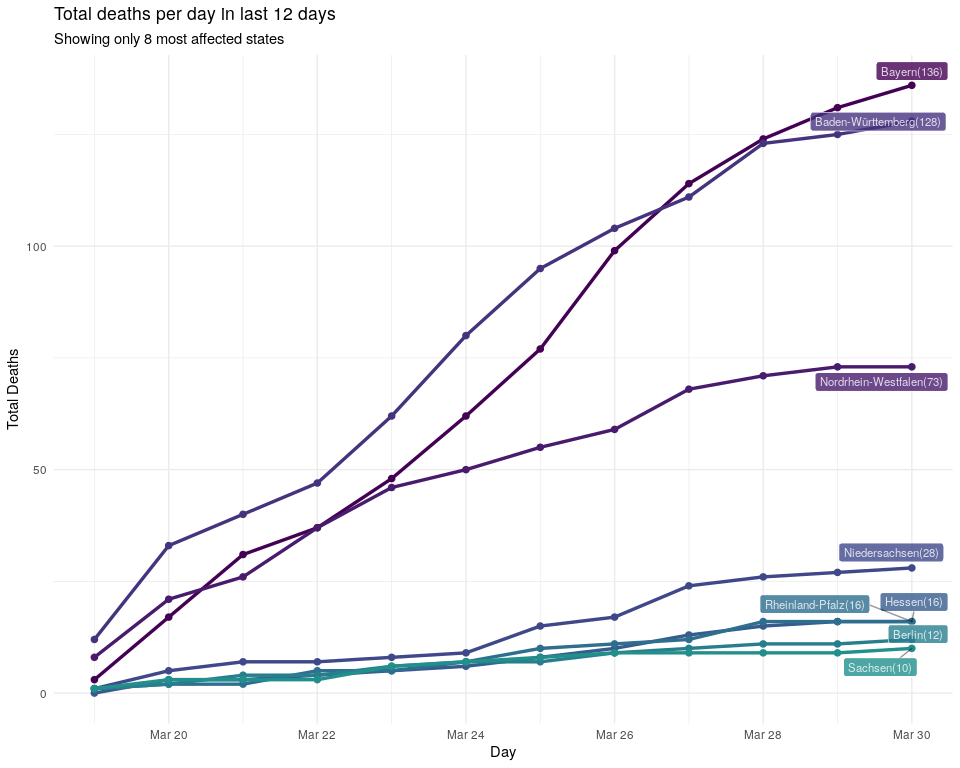 Total deaths per day in last 12 days
Showing only 8 most affected states
Bayern(136)
Baden-Württemberg(128)
100
Total Deaths
Nordrhein-Westfalen(73)
50
Niedersachsen(28)
Rheinland-Pfalz(16)
Hessen(16)
Berlin(12)
Sachsen(10)
0
Mar 20
Mar 22
Mar 24
Mar 26
Mar 28
Mar 30
Day